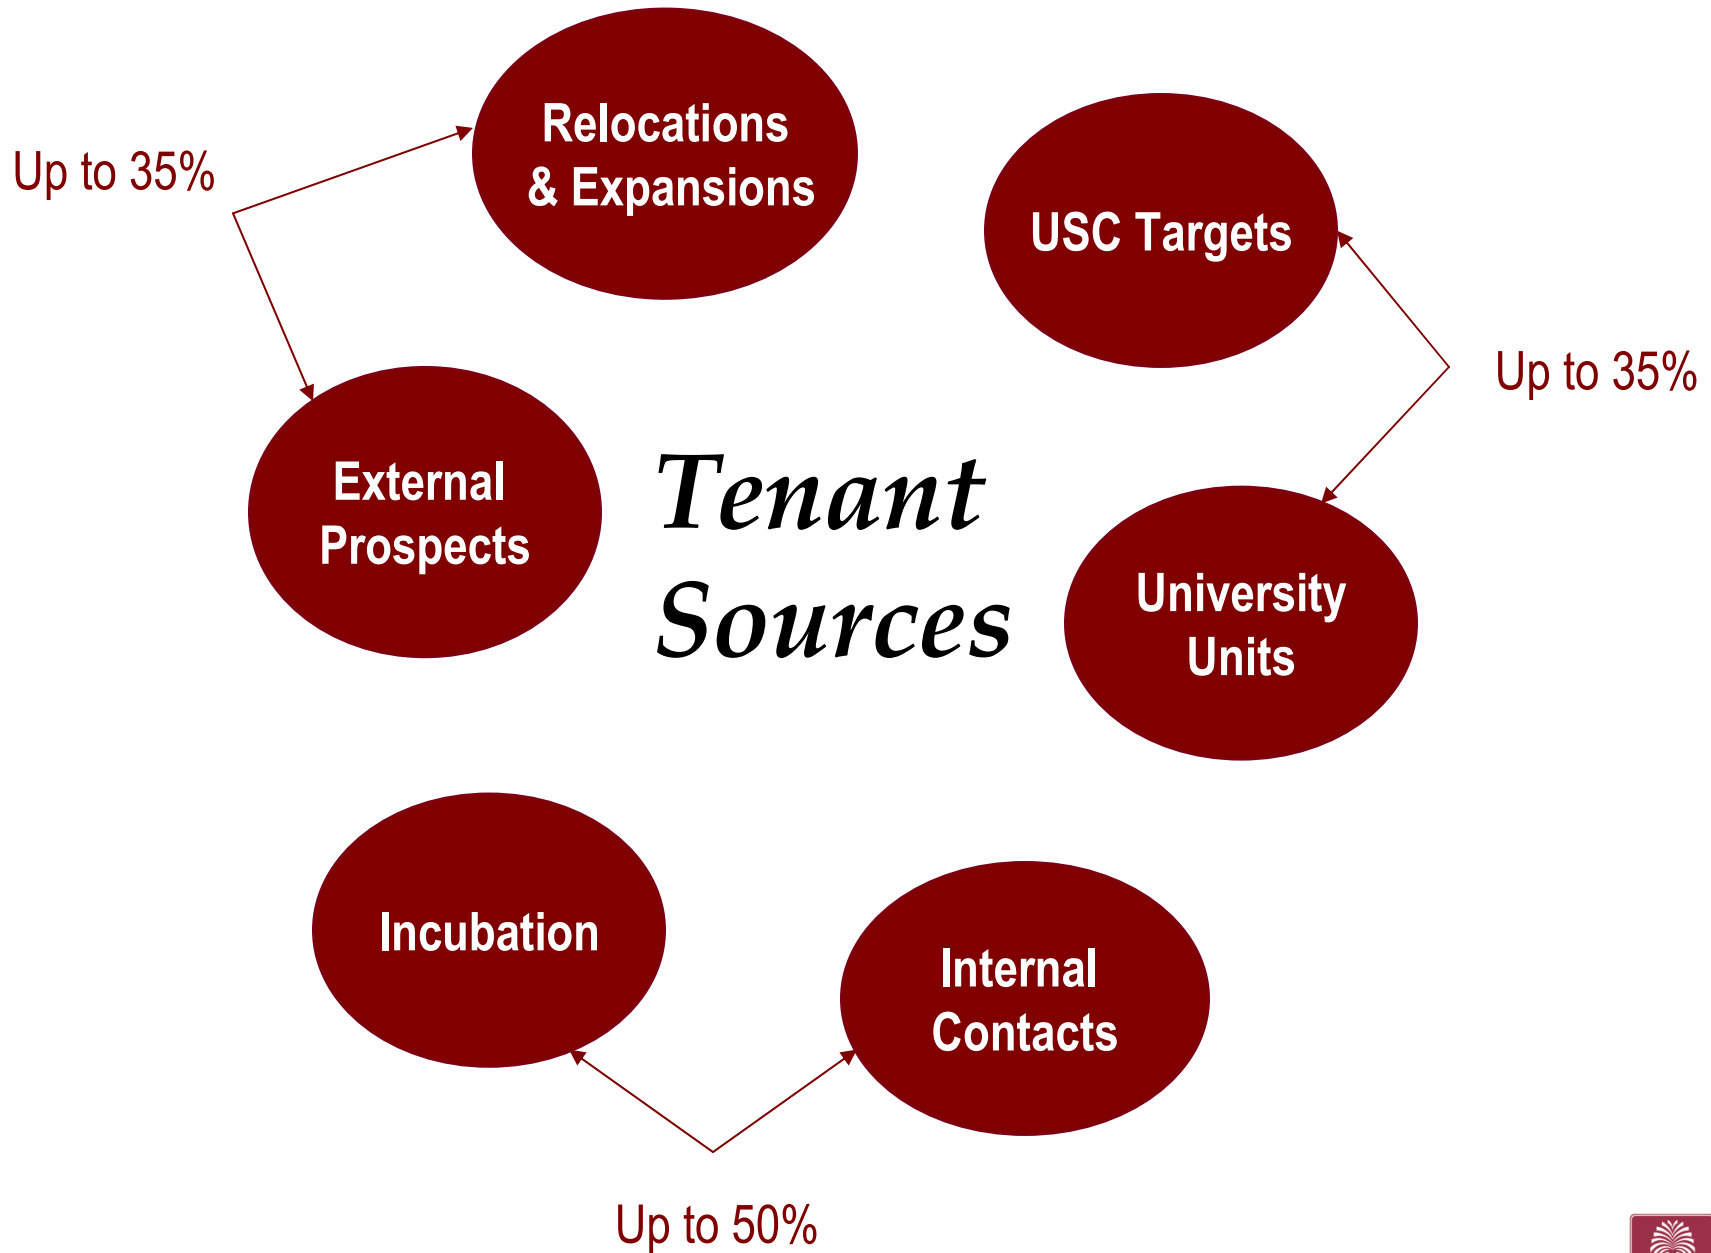 Relocations
& Expansions
Up to 35%
USC Targets
Up to 35%
External
Prospects
Tenant
Sources
University
Units
Incubation
Internal
Contacts
Up to 50%